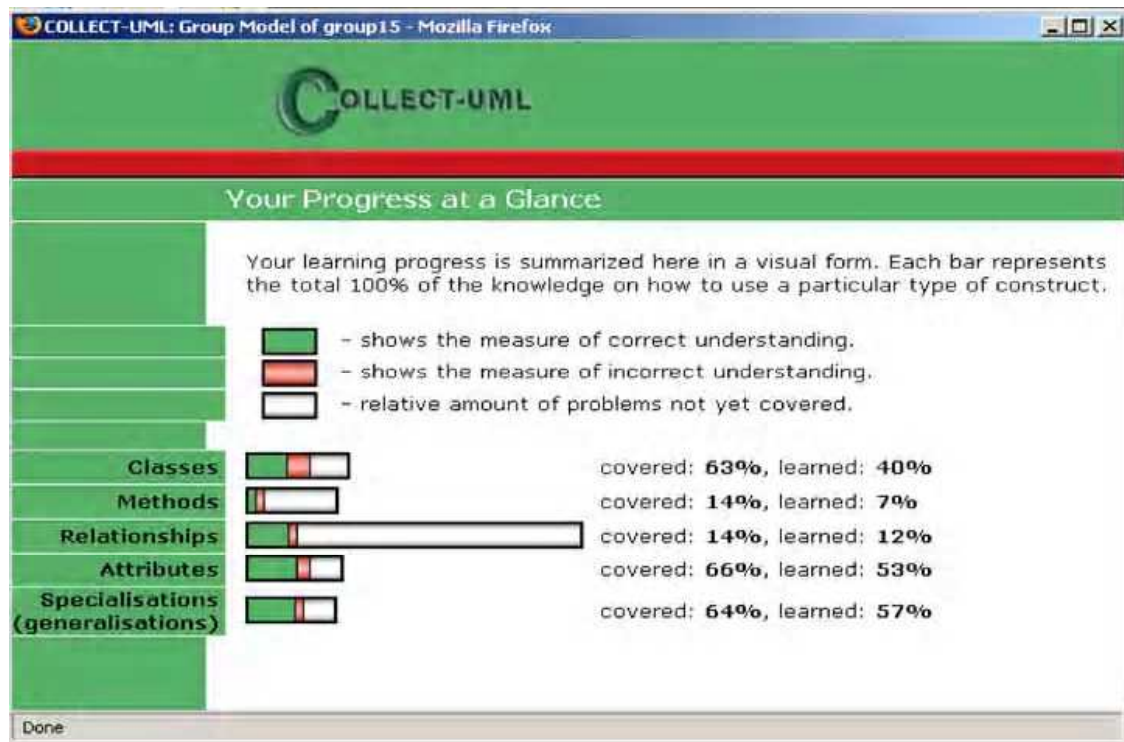 COLLECT-UML: Group Model of group15 - Mozilla Firefox
COLLECT-UML
Your Progress at a Glance
Your learning progress is summarized here in a visual form. Each bar represents
the total 100% of the knowledge on how to use a particular type of construct.
– shows the measure of correct understanding.
– shows the measure of incorrect understanding.
– relative amount of problems not yet covered.
Classes covered: 63%, learned: 40%
Methods covered: 14%, learned: 7%
Relationships covered: 14%, learned: 12%
Attributes covered: 66%, learned: 53%
Specialisations
(generalisations) covered: 64%, learned: 57%
Done